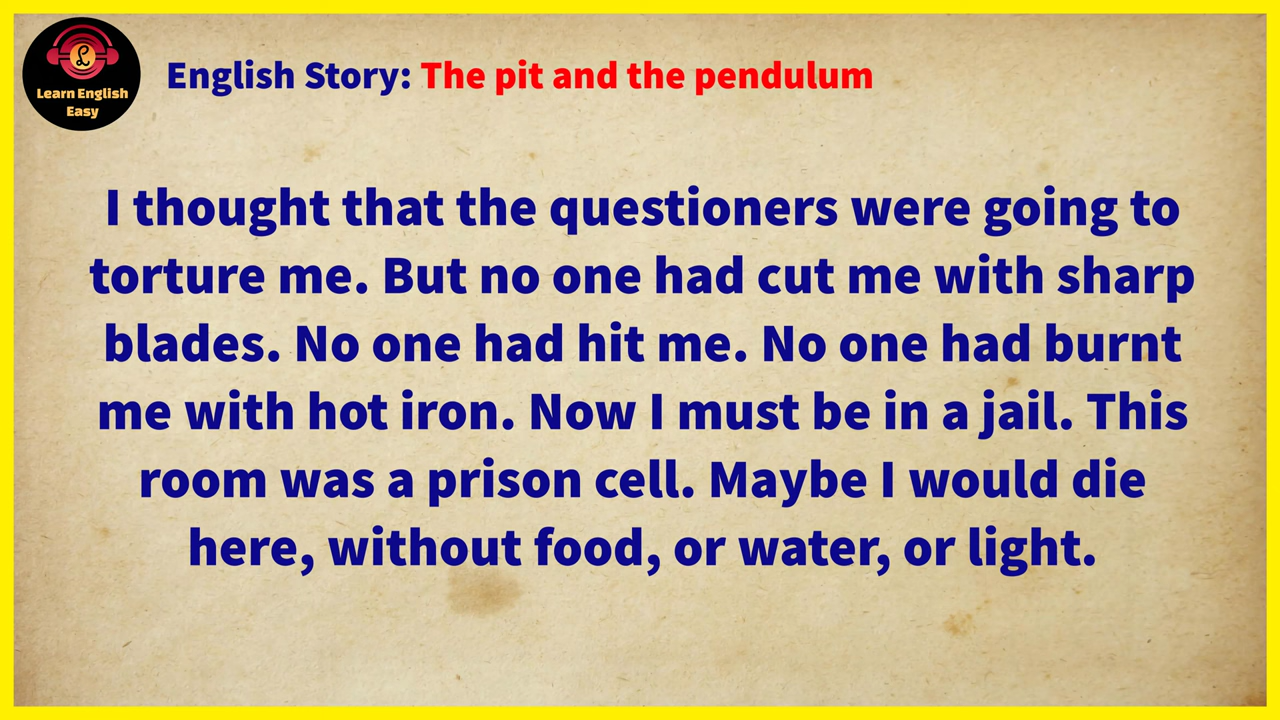 Learn English
Easy
English Story: The pit and the pendulum
I thought that the questioners were going to
torture me. But no one had cut me with sharp
blades. No one had hit me. No one had burnt
me with hot iron. Now I must be in a jail. This
room was a prison cell. Maybe I would die
here, without food, or water, or light.